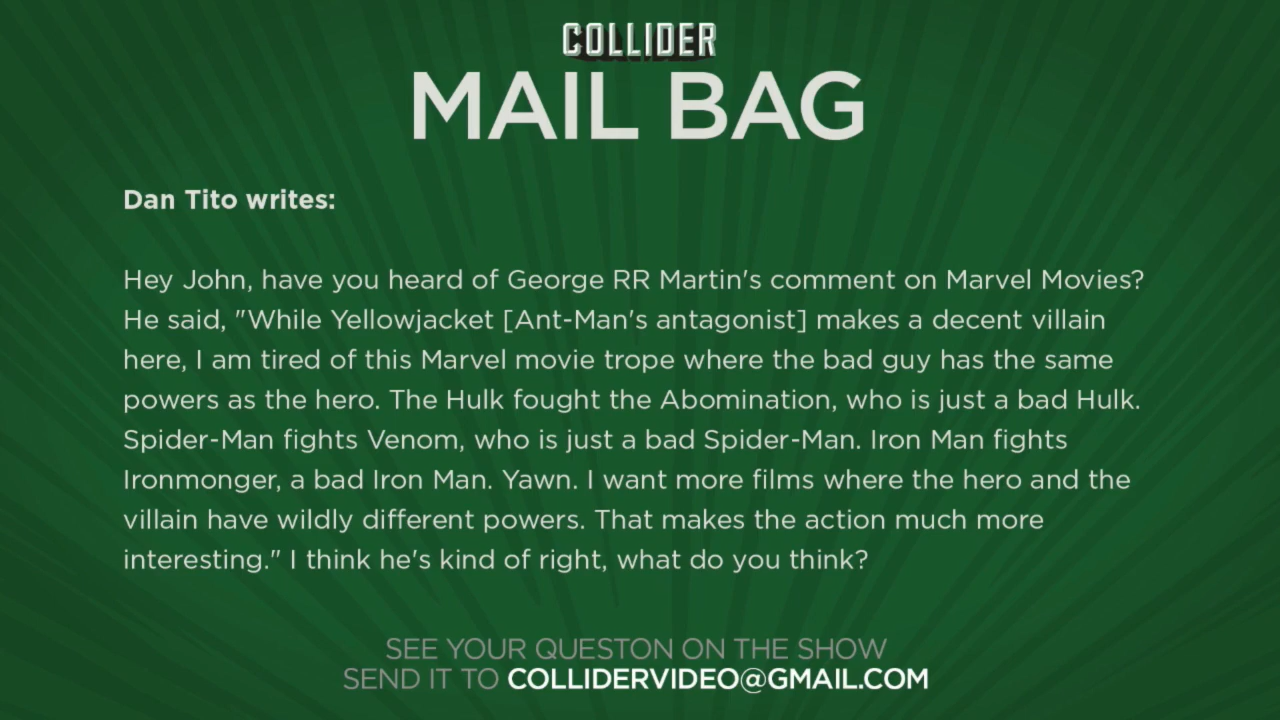 COLLIDER
MAIL BAG
Dan Tito writes:
Hey John, have you heard of George RR Martin's comment on Marvel Movies?
He said, "While Yellowjacket [Ant-Man's antagonist] makes a decent villain
here, I am tired of this Marvel movie trope where the bad guy has the same
powers as the hero. The Hulk fought the Abomination, who is just a bad Hulk.
Spider-Man fights Venom, who is just a bad Spider-Man. Iron Man fights
Ironmonger, a bad Iron Man. Yawn. I want more films where the hero and the
villain have wildly different powers. That makes the action much more
interesting." I think he's kind of right, what do you think?
SEE YOUR QUESTON ON THE SHOW
SEND IT TO COLLIDERVIDEO@GMAIL.COM